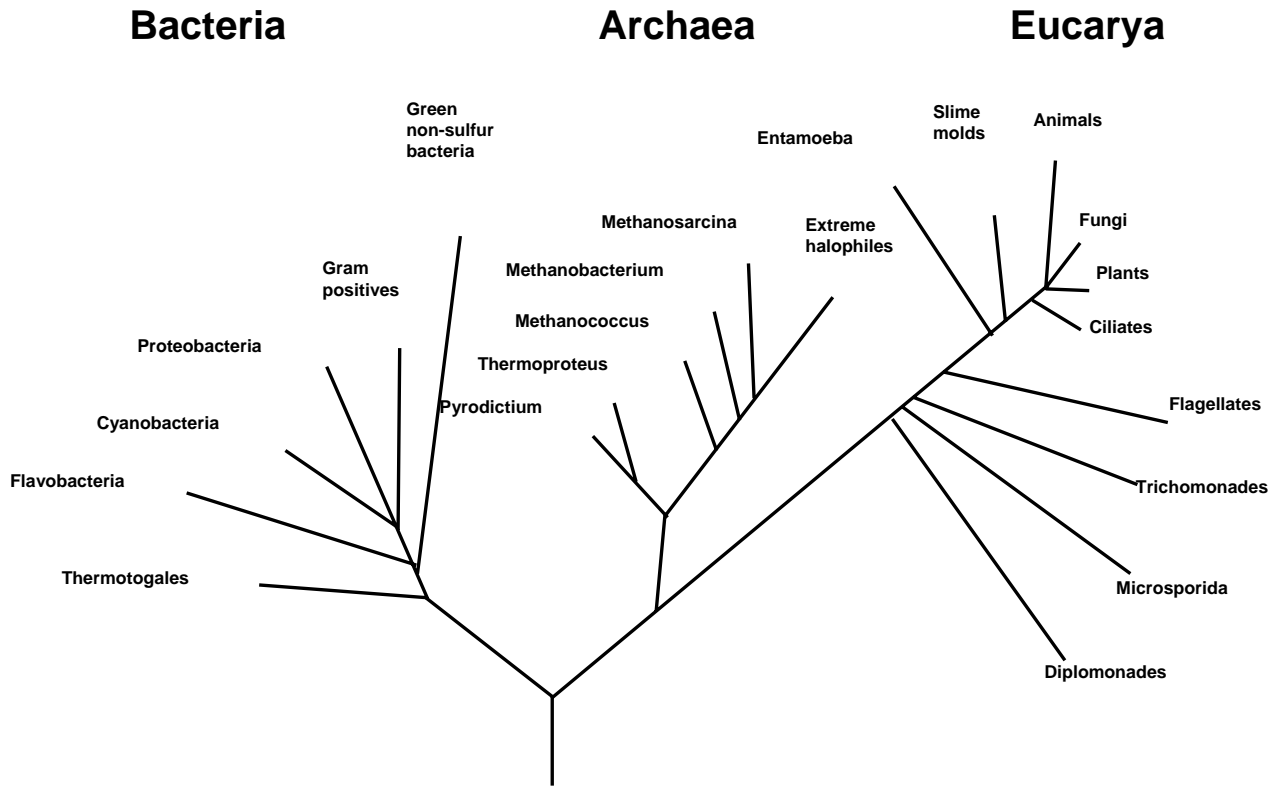 Bacteria
Archaea
Eucarya
Green
non-sulfur
bacteria
Slime
molds
Animals
Entamoeba
Methanosarcina
Extreme
halophiles
Fungi
Gram
positives
Methanobacterium
Plants
Methanococcus
Ciliates
Proteobacteria
Thermoproteus
Pyrodictium
Flagellates
Cyanobacteria
Flavobacteria
Trichomonades
Thermotogales
Microsporida
Diplomonades